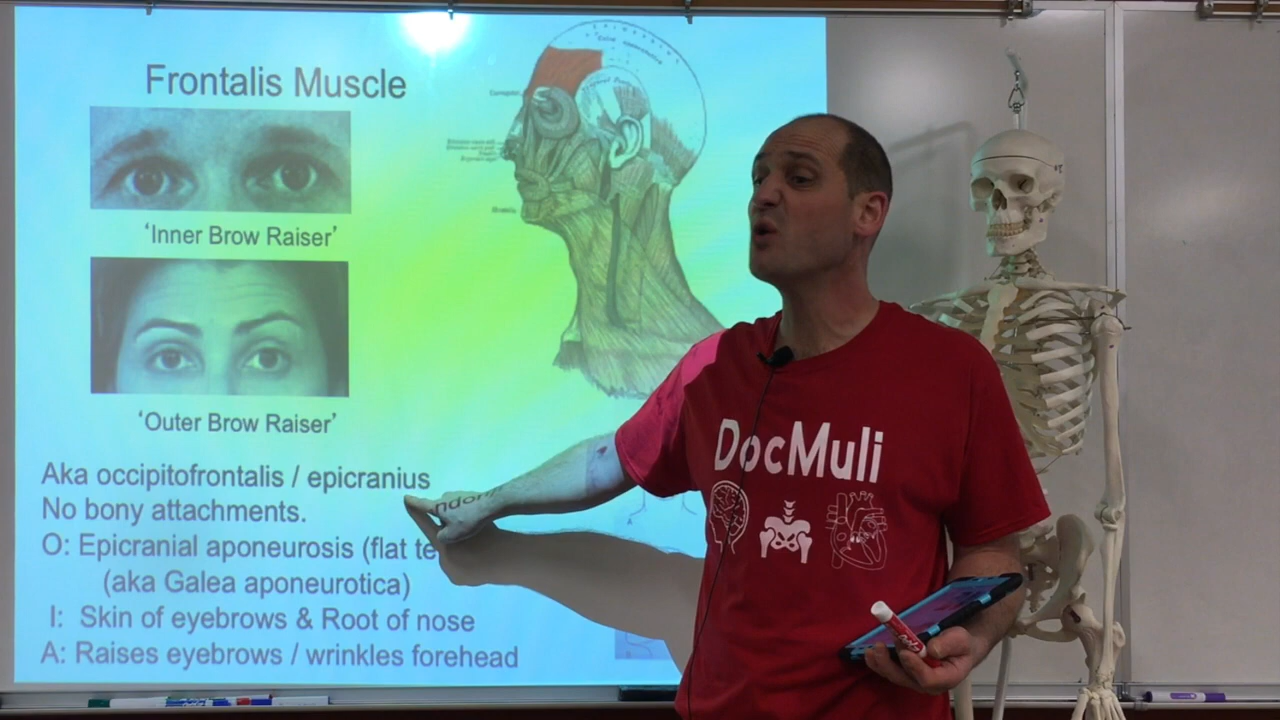 Frontalis Muscle
'Inner Brow Raiser'
'Outer Brow Raiser'
Aka occipitofrontalis / epicranius
No bony attachments.
O: Epicranial aponeurosis (flat te
(aka Galea aponeurotica)
I: Skin of eyebrows & Root of nose
A: Raises eyebrows / wrinkles forehead
DocMuli